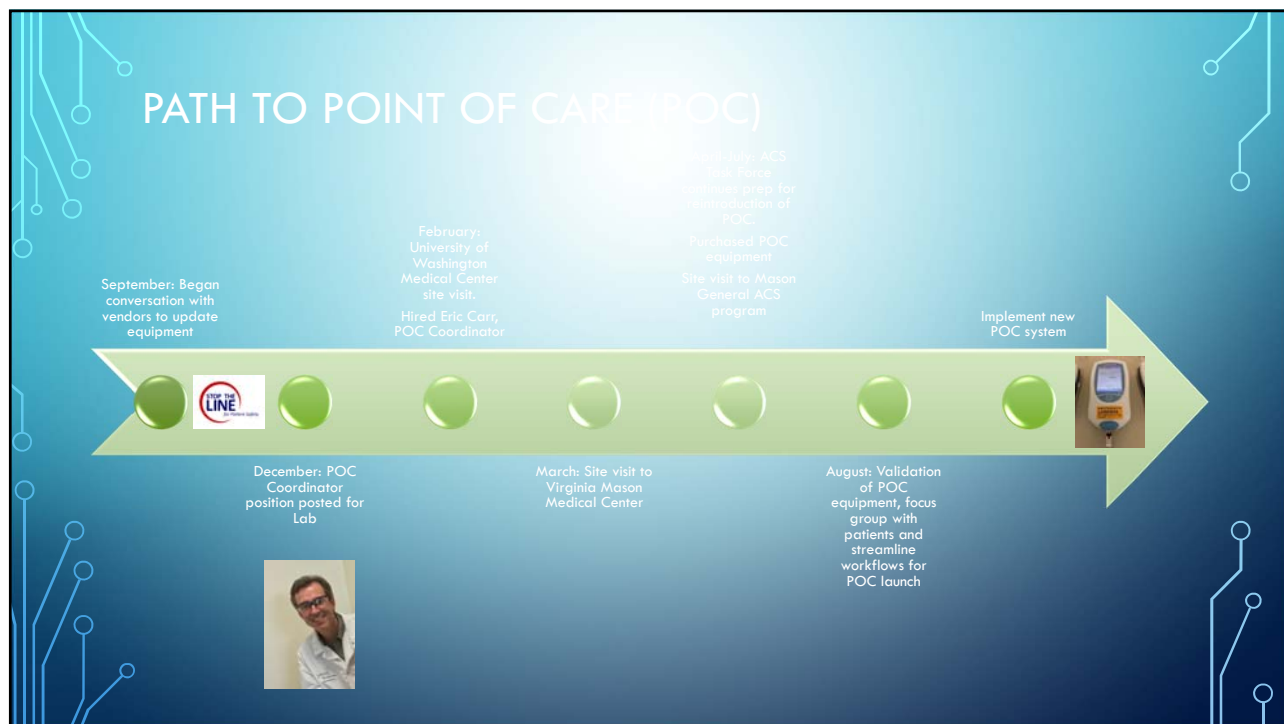 PATH TO POINT OF CARE (POC)
September: Began
conversation with
vendors to update
equipment
STOP THE
LINE
for Patient Safety
December: POC
Coordinator
position posted for
Lab
February:
University of
Washington
Medical Center
site visit.
Hired Eric Carr,
POC Coordinator
March: Site visit to
Virginia Mason
Medical Center
July: ACS
Task Force
continues prep for
reintroduction of
POC.
Purchased POC
equipment
Site visit to Mason
General ACS
program
August: Validation
of POC
equipment, focus
group with
patients and
streamline
workflows for
POC launch
Implement new
POC system